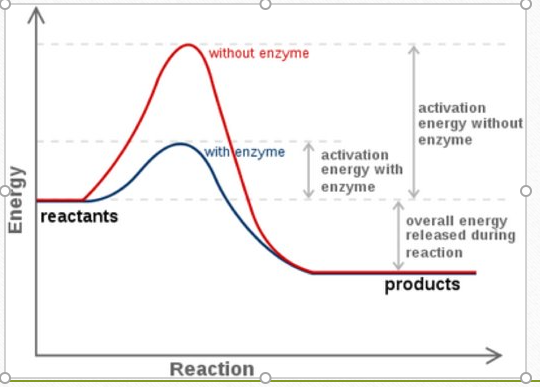 without enzyme
with enzyme
activation
energy without
enzyme
activation
energy with
enzyme
reactants
overall energy
released during
reaction
products
Energy
Reaction